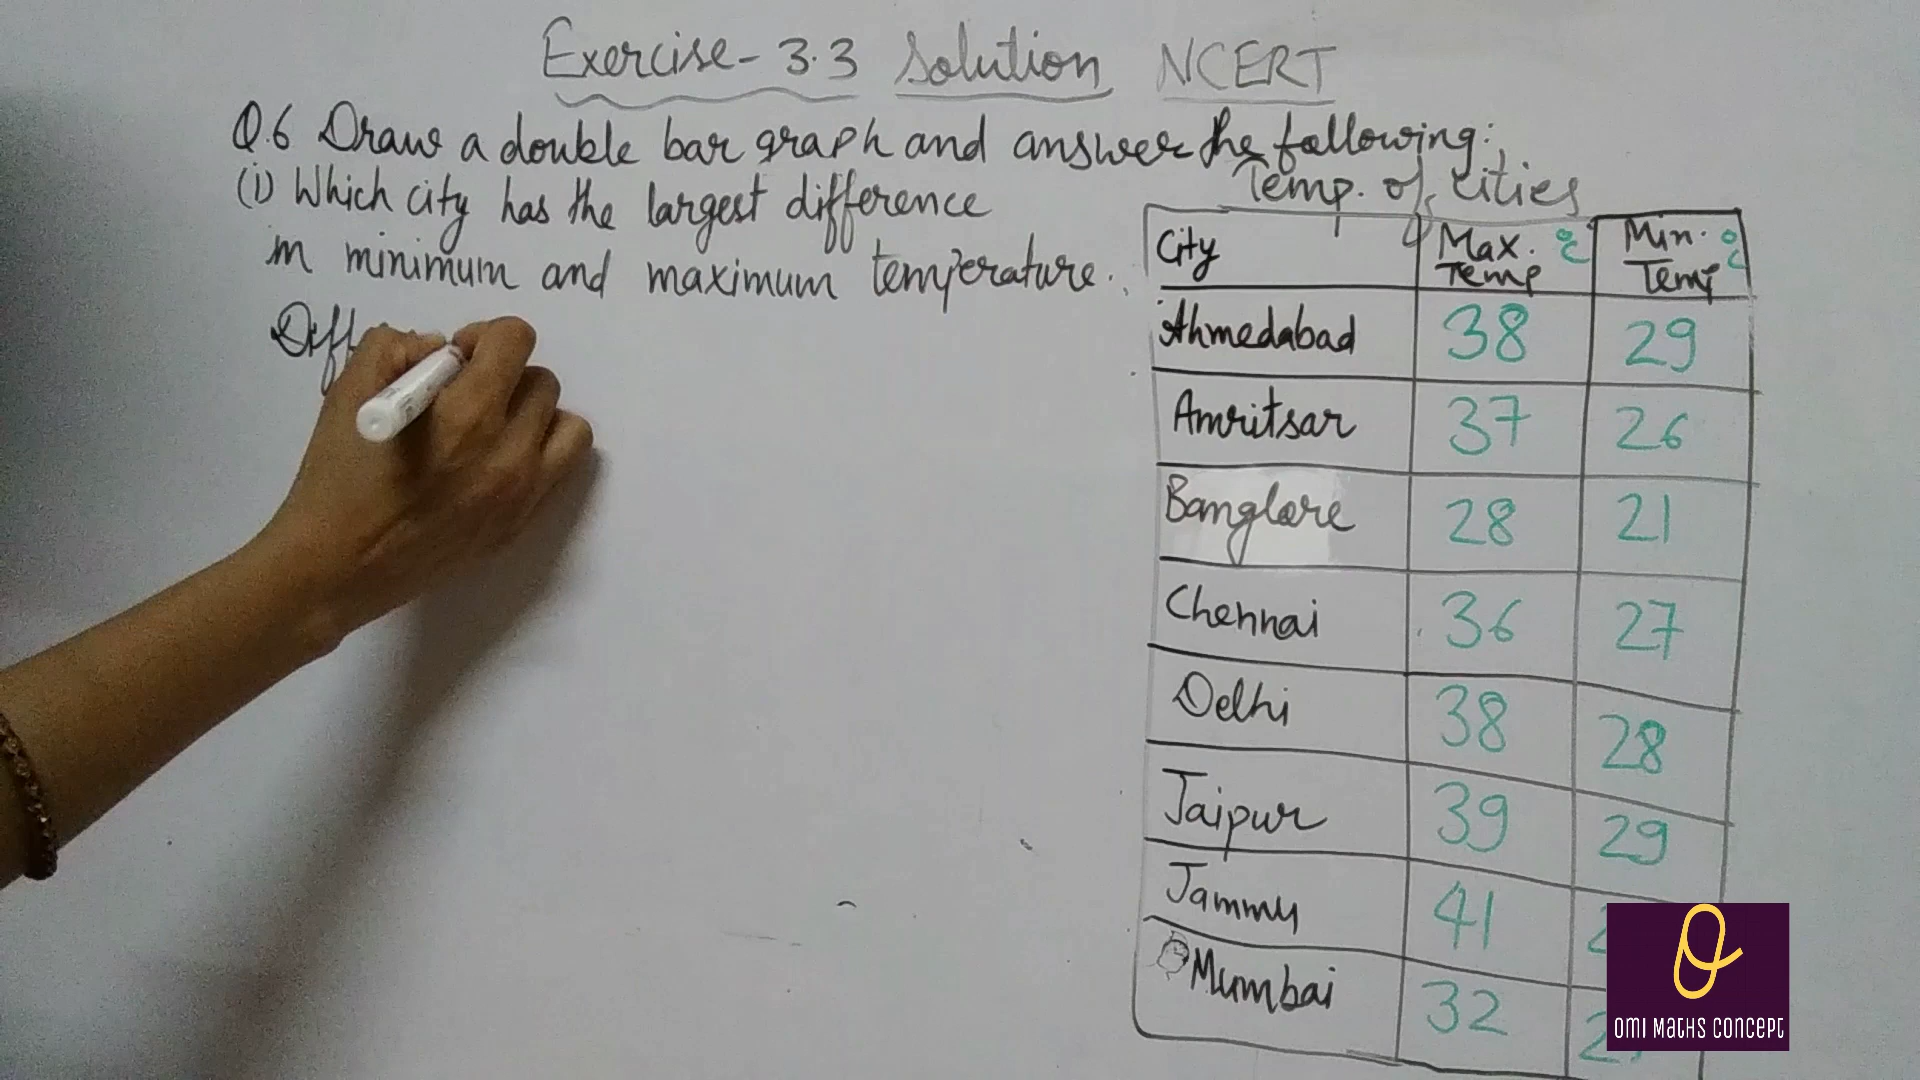 Exercise-3.3 Solution NCERT
Q.6 Draw a double bar graph and answer the following:
(i) Which city has the largest difference
in minimum and maximum temperature.
Diff
Temp. of cities
City Max. Temp °C Min. Temp °C
Ahmedabad 38 29
Amritsar 37 26
Banglore 28 21
Chennai 36 27
Delhi 38 28
Jaipur 39 29
Jammu 41
Mumbai 32
OMI MATHS CONCEPT